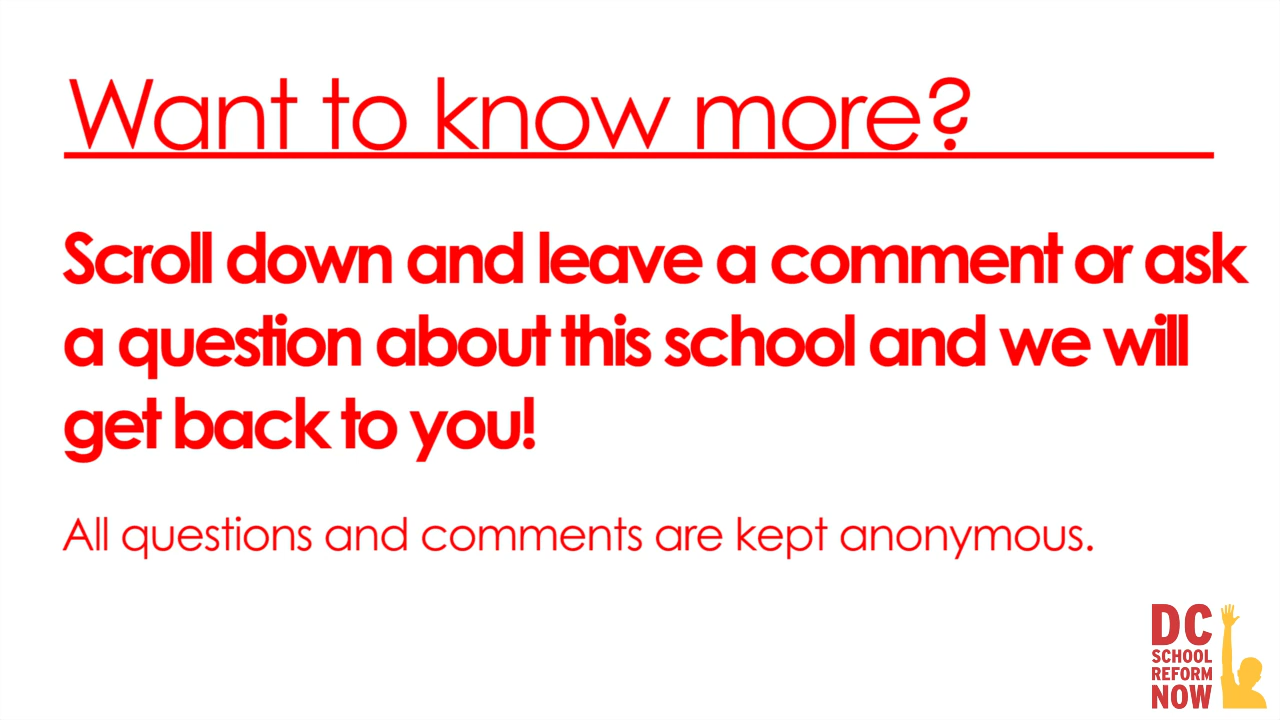 Want to know more?
Scroll down and leave a comment or ask
a question about this school and we will
get back to you!
All questions and comments are kept anonymous.
DC
SCHOOL
REFORM
NOW